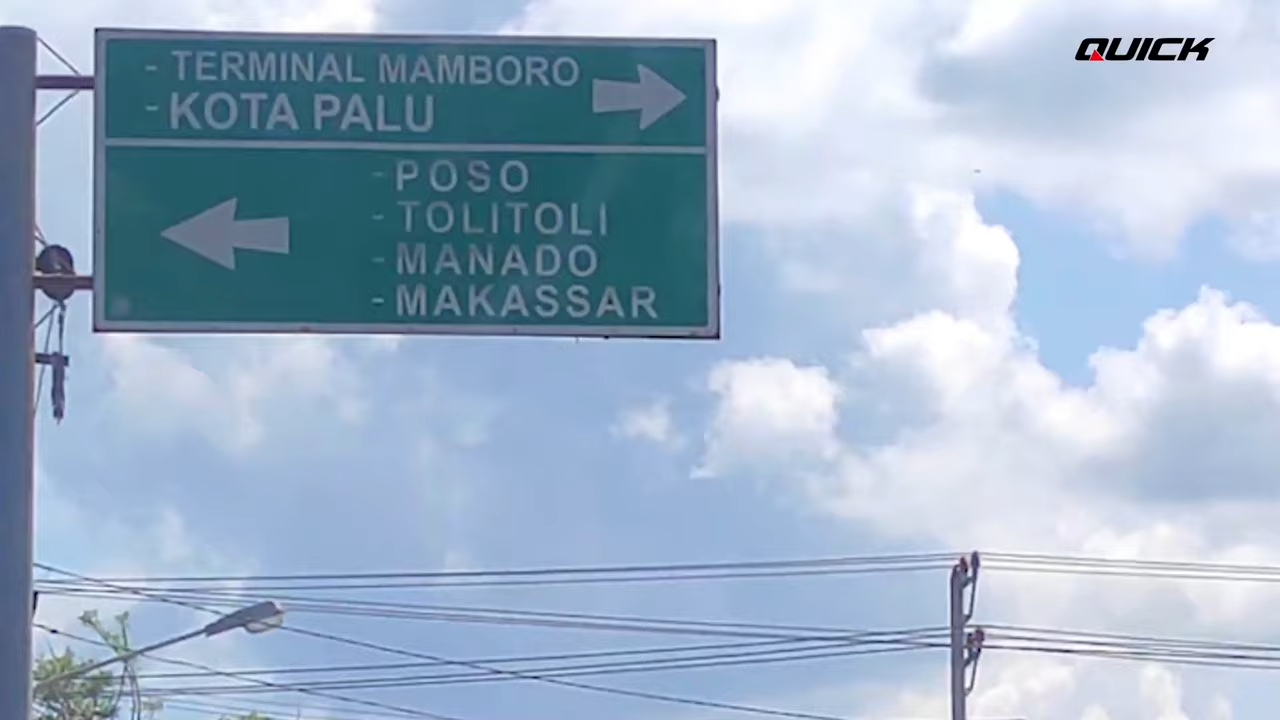 QUICK
- TERMINAL MAMBORO
- KOTA PALU
- POSO
- TOLITOLI
- MANADO
- MAKASSAR